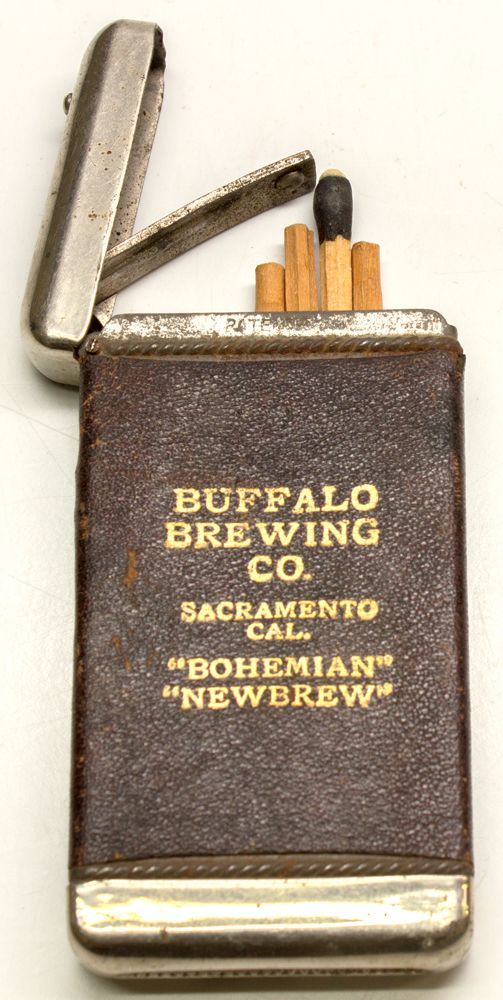 BUFFALO
BREWING
CO.
SACRAMENTO
CAL.
“BOHEMIAN”
“NEWBREW”